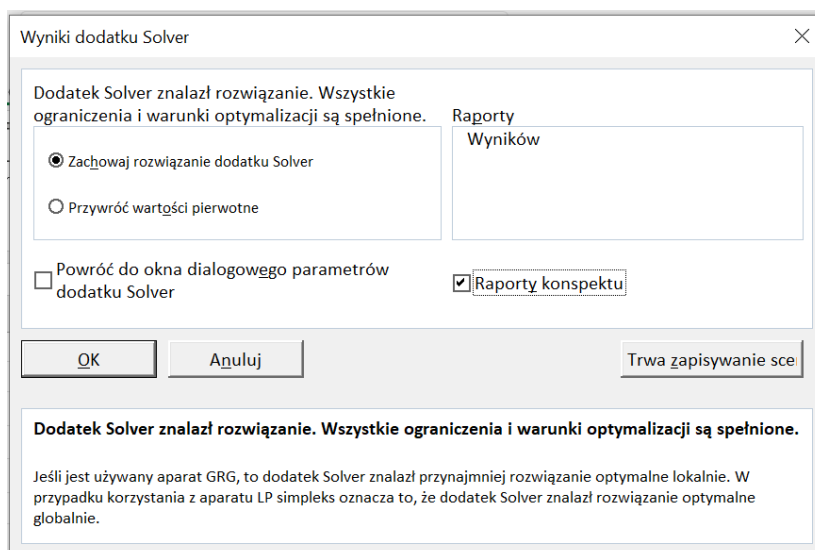 Wyniki dodatku Solver
Dodatek Solver znalazł rozwiązanie. Wszystkie
ograniczenia i warunki optymalizacji są spełnione.
Raporty
Wyników
Zachowaj rozwiązanie dodatku Solver
Przywróć wartości pierwotne
Powróć do okna dialogowego parametrów
dodatku Solver
Raporty konspektu
OK
Anuluj
Trwa zapisywanie scer
Dodatek Solver znalazł rozwiązanie. Wszystkie ograniczenia i warunki optymalizacji są spełnione.
Jeśli jest używany aparat GRG, to dodatek Solver znalazł przynajmniej rozwiązanie optymalne lokalnie. W
przypadku korzystania z aparatu LP simpleks oznacza to, że dodatek Solver znalazł rozwiązanie optymalne
globalnie.